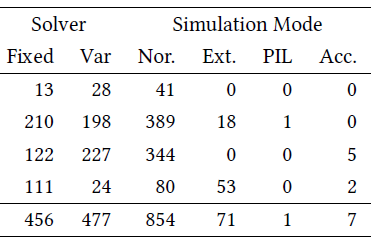 Solver Simulation Mode
Fixed Var Nor. Ext. PIL Acc.
13 28 41 0 0 0
210 198 389 18 1 0
122 227 344 0 0 5
111 24 80 53 0 2
456 477 854 71 1 7